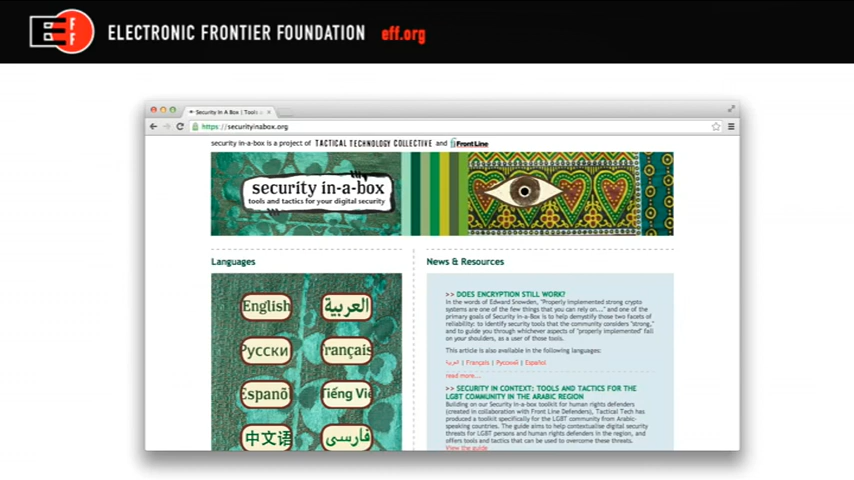 EFF
ELECTRONIC FRONTIER FOUNDATION eff.org
Security In A Box | Tools
https://securityinabox.org
security in-a-box is a project of TACTICAL TECHNOLOGY COLLECTIVE and Front Line
security in-a-box
tools and tactics for your digital security
Languages
English العربية
Русски Français
Españo Tiếng Việ
中文语 فارسی
News & Resources
>> DOES ENCRYPTION STILL WORK?
In the words of Edward Snowden, "Properly implemented strong crypto
systems are one of the few things that you can rely on..." and one of the
primary goals of Security in-a-Box is to help demystify those two facets of
reliability: to identify security tools that the community considers "strong,"
and to guide you through whichever aspects of "properly implemented" fall
on your shoulders, as a user of those tools.
This article is also available in the following languages:
العربية | Français | Русский | Español
read more...
>> SECURITY IN CONTEXT: TOOLS AND TACTICS FOR THE
LGBT COMMUNITY IN THE ARABIC REGION
Building on our Security in-a-box toolkit for human rights defenders
(created in collaboration with Front Line Defenders), Tactical Tech has
produced a toolkit specifically for the LGBT community from Arabic-
speaking countries. The guide aims to help contextualise digital security
threats for LGBT persons and human rights defenders in the region, and
offers tools and tactics that can be used to overcome these threats.
View the guide